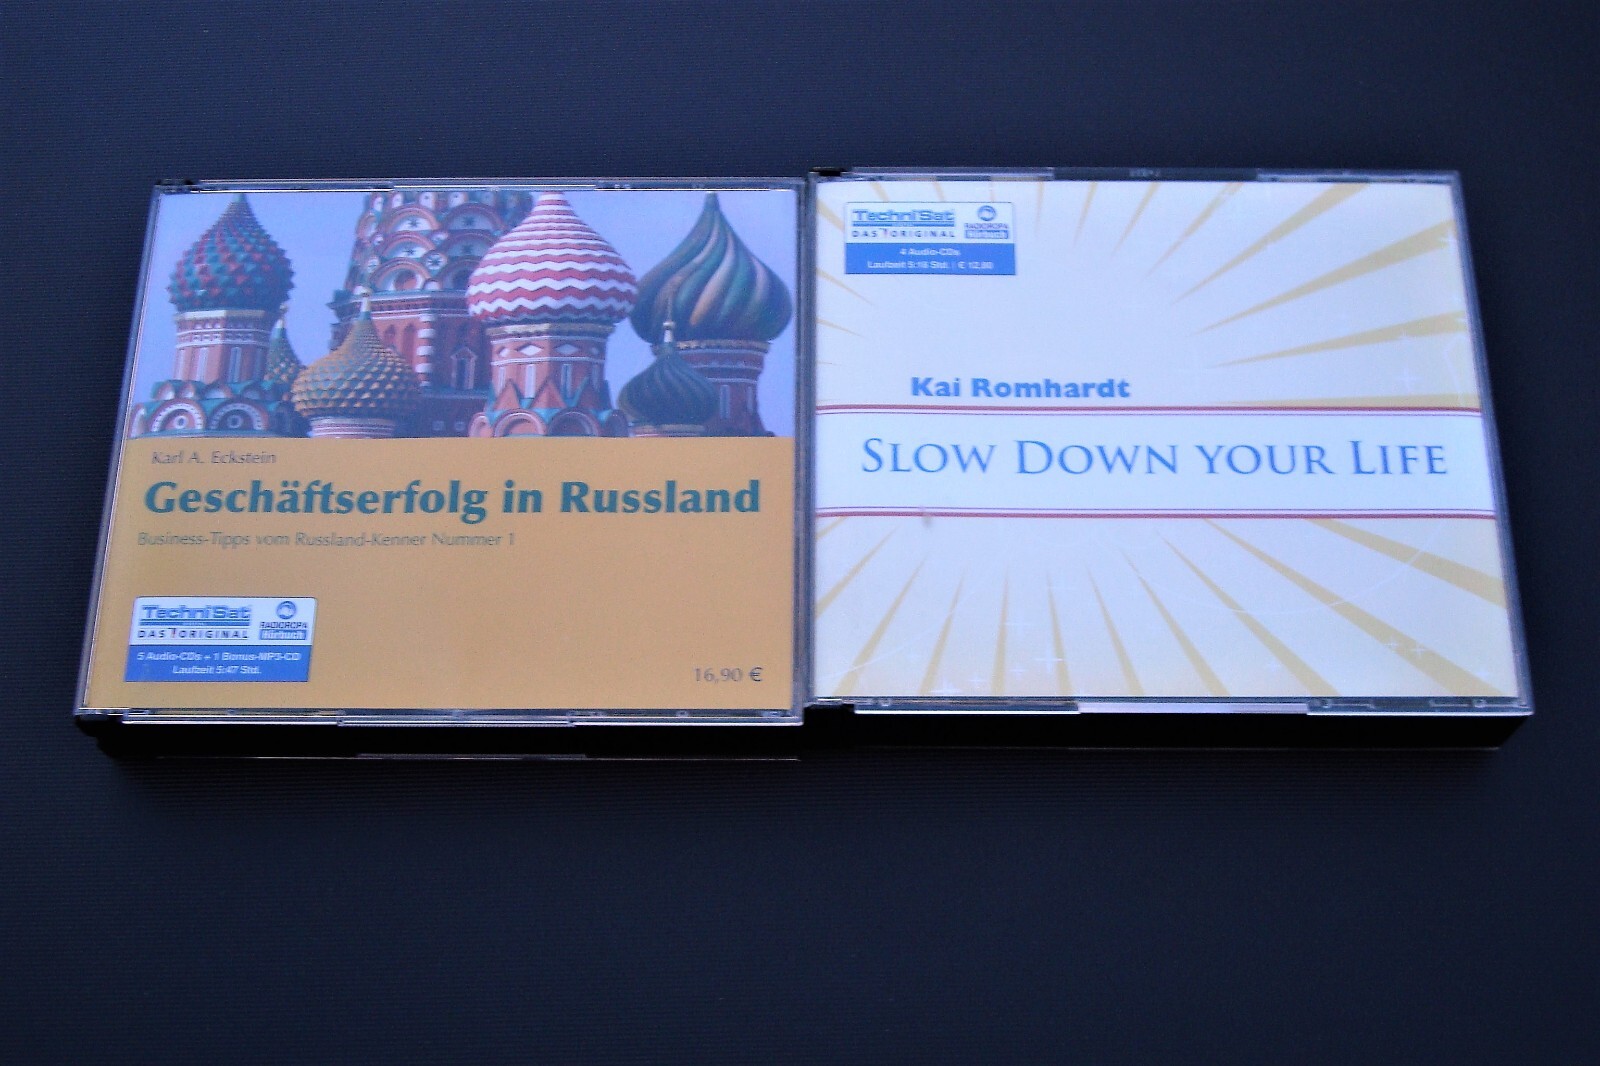 Karl A. Eckstein
Geschäftserfolg in Russland
Business-Tipps vom Russland-Kenner Nummer 1
TechniSat
DAS ORIGINAL
RADIOROPA
Hörbuch
5 Audio-CDs + 1 Bonus-MP3-CD
Laufzeit 5:47 Std.
16,90 €
TechniSat
DAS ORIGINAL
RADIOROPA
Hörbuch
4 Audio-CDs
Laufzeit 5:16 Std. | € 12,90
Kai Romhardt
SLOW DOWN YOUR LIFE